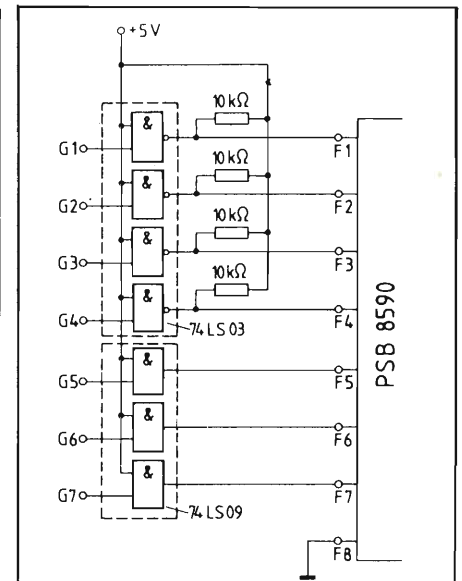 +5V
&
10kΩ
G1
F1
&
10kΩ
G2
F2
&
10kΩ
G3
F3
&
10kΩ
G4
F4
74LS03
PSB 8590
&
G5
F5
&
G6
F6
&
G7
F7
74LS09
F8